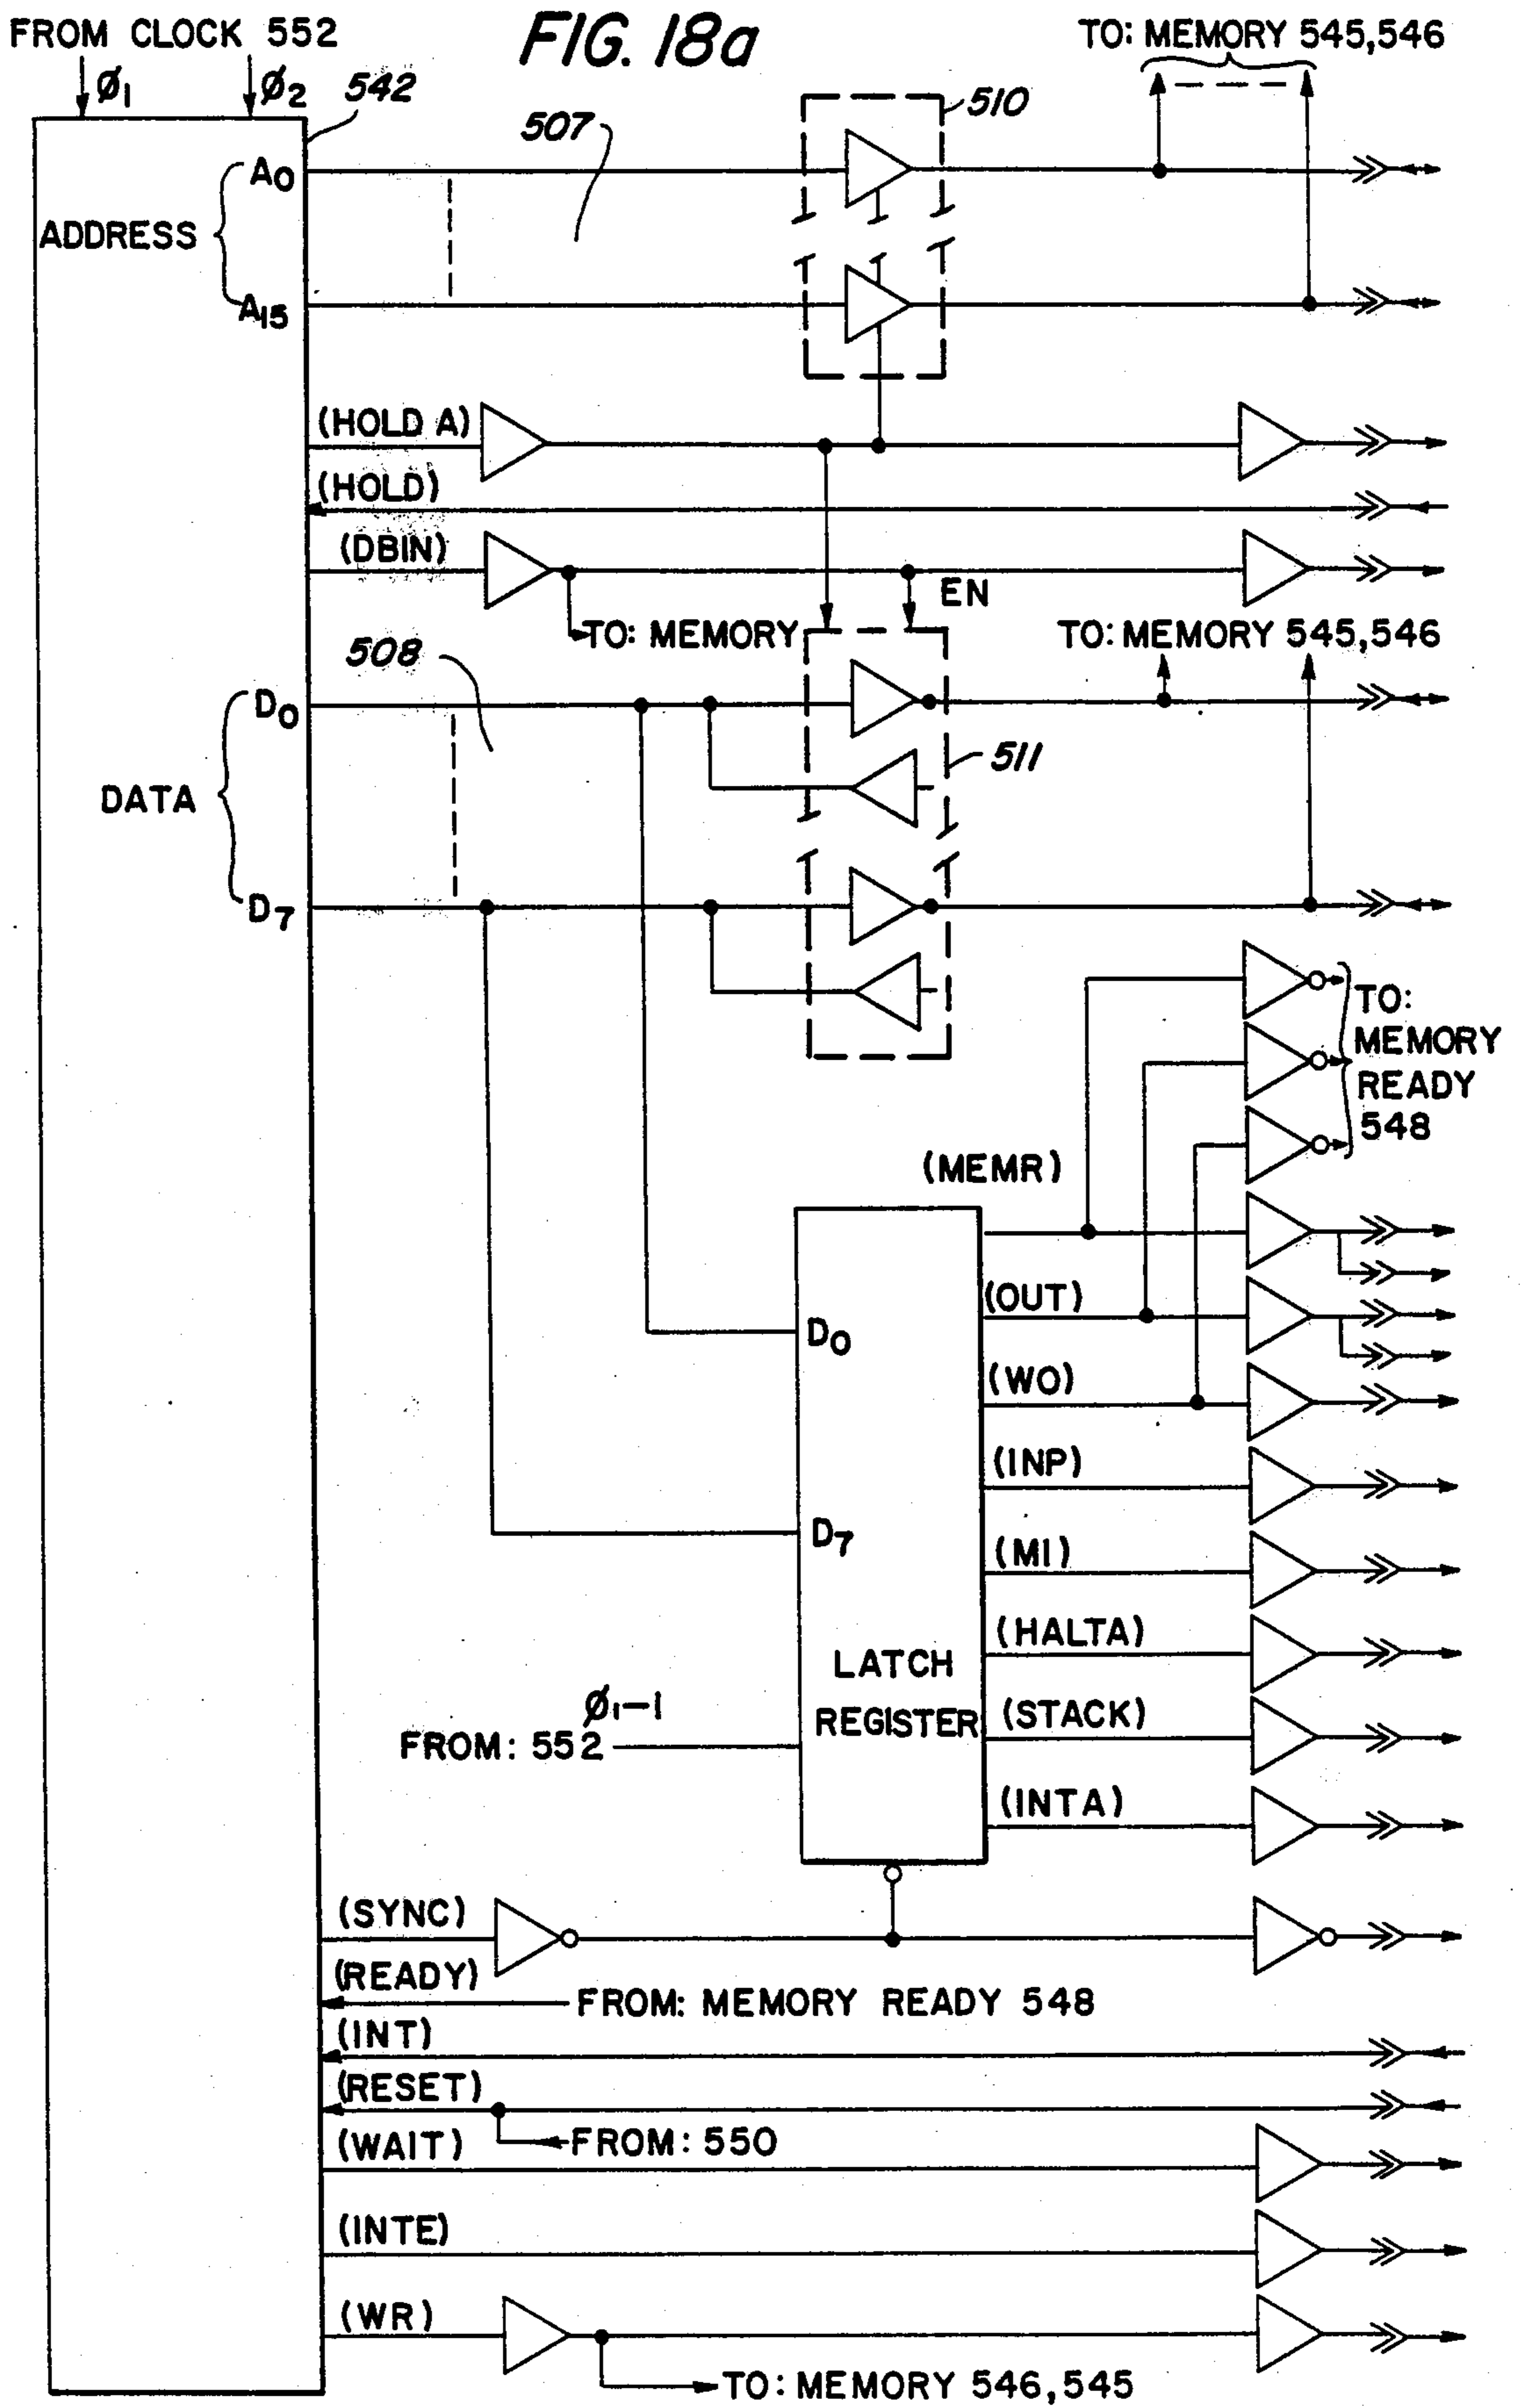 FROM CLOCK 552
FIG. 18a
TO: MEMORY 545,546
Ø1
Ø2
542
507
510
A0
ADDRESS
A15
(HOLD A)
(HOLD)
(DBIN)
EN
TO: MEMORY
TO: MEMORY 545,546
508
D0
511
DATA
D7
TO:
MEMORY
READY
548
(MEMR)
(OUT)
D0
(WO)
(INP)
D7
(MI)
(HALTA)
LATCH
REGISTER
Ø1-1
(STACK)
FROM: 552
(INTA)
(SYNC)
(READY)
FROM: MEMORY READY 548
(INT)
(RESET)
FROM: 550
(WAIT)
(INTE)
(WR)
TO: MEMORY 546,545